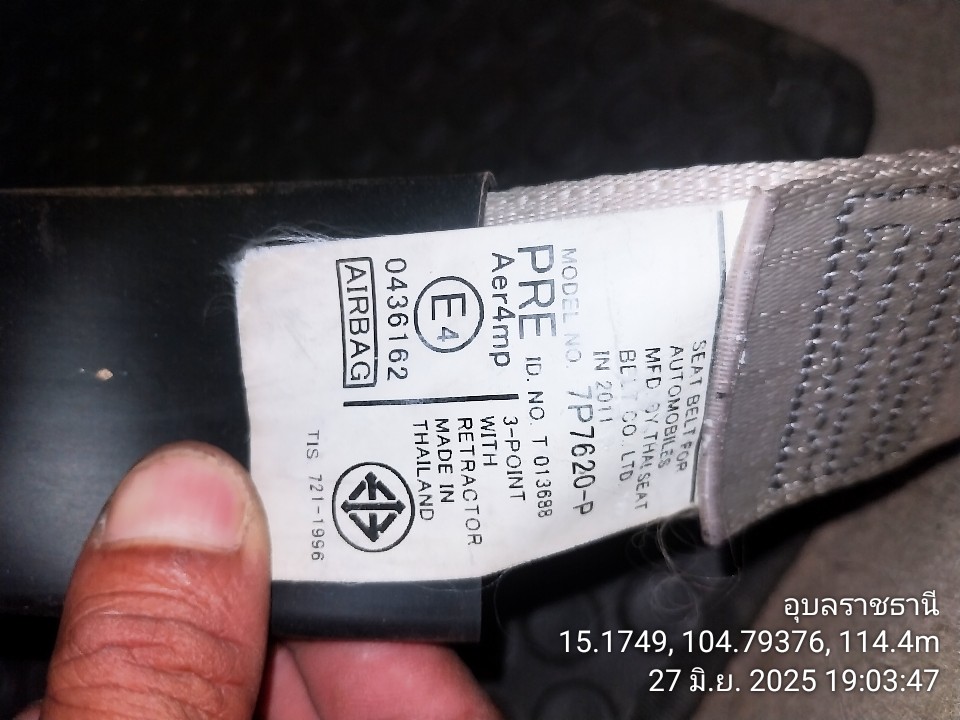 SEAT BELT FOR
AUTOMOBILES
MFD BY THAI SEAT
BELT CO., LTD
IN 2011
MODEL NO. 7P7620-P
PRE ID. NO. T 013688
Aer4mp
E4
0436162
AIRBAG
3-POINT
WITH
RETRACTOR
MADE IN
THAILAND
TIS 721-1996
อุบลราชธานี
15.1749, 104.79376, 114.4m
27 มิ.ย. 2025 19:03:47